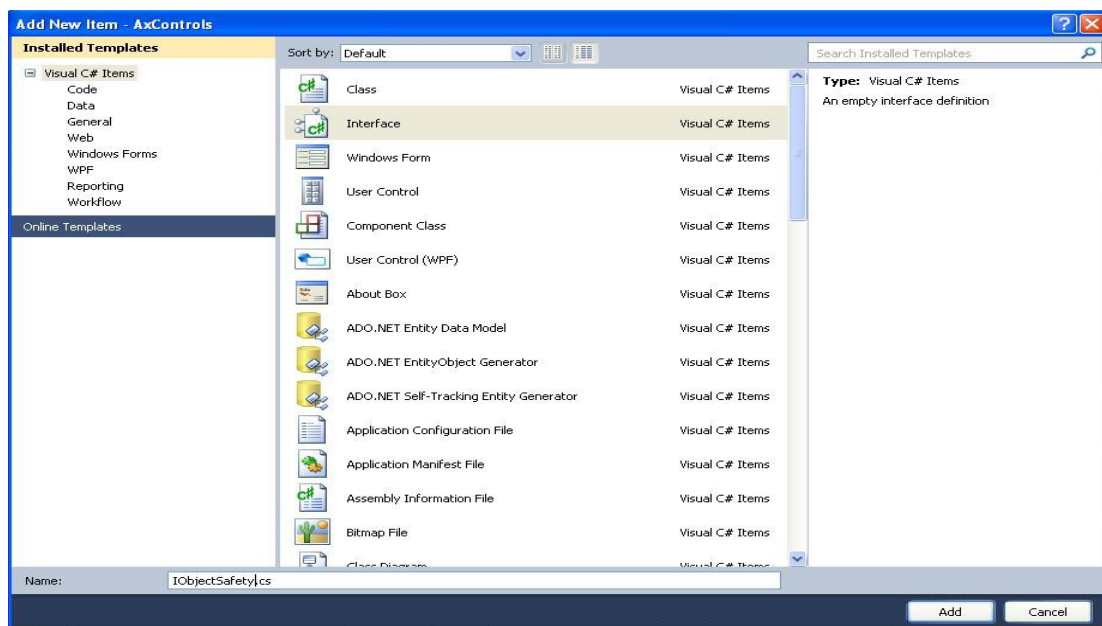 Add New Item - AxControls
Installed Templates
Visual C# Items
Code
Data
General
Web
Windows Forms
WPF
Reporting
Workflow
Online Templates
Sort by: Default
Search Installed Templates
Class Visual C# Items
Interface Visual C# Items
Windows Form Visual C# Items
User Control Visual C# Items
Component Class Visual C# Items
User Control (WPF) Visual C# Items
About Box Visual C# Items
ADO.NET Entity Data Model Visual C# Items
ADO.NET EntityObject Generator Visual C# Items
ADO.NET Self-Tracking Entity Generator Visual C# Items
Application Configuration File Visual C# Items
Application Manifest File Visual C# Items
Assembly Information File Visual C# Items
Bitmap File Visual C# Items
Class Diagram Visual C# Items
Type: Visual C# Items
An empty interface definition
Name: IObjectSafety.cs
Add Cancel